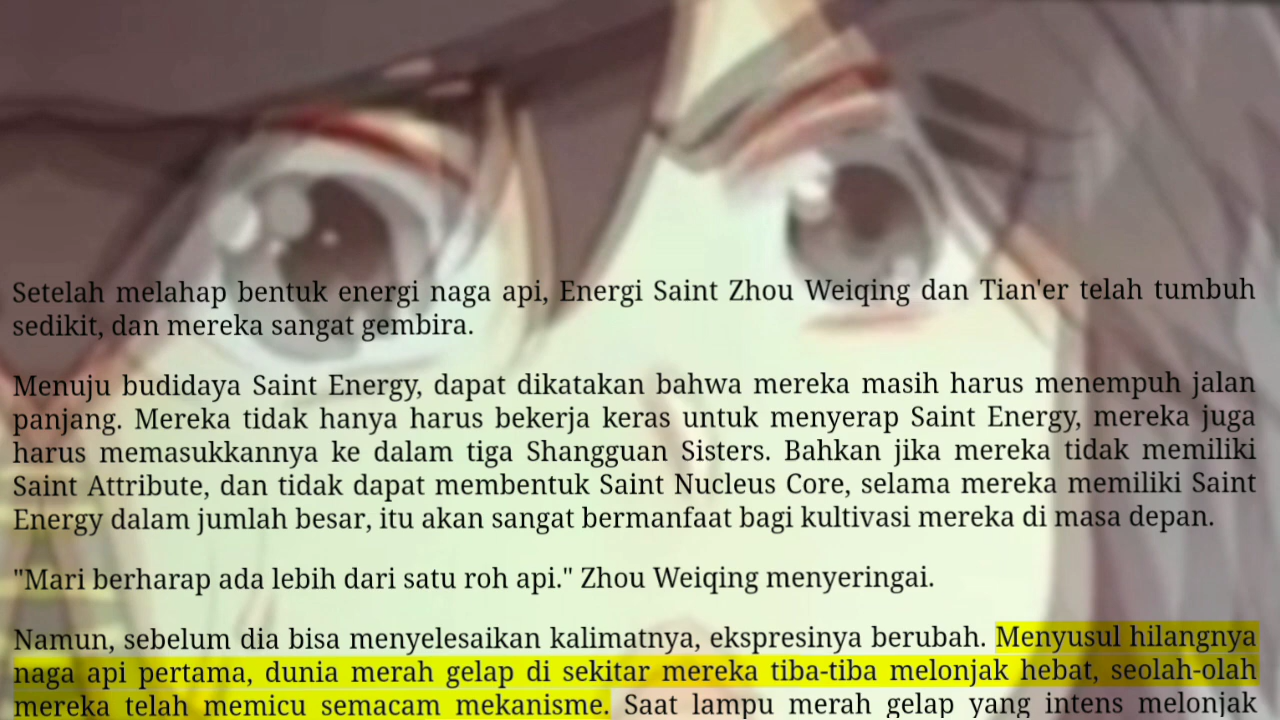 Setelah melahap bentuk energi naga api, Energi Saint Zhou Weiqing dan Tian'er telah tumbuh
sedikit, dan mereka sangat gembira.
Menuju budidaya Saint Energy, dapat dikatakan bahwa mereka masih harus menempuh jalan
panjang. Mereka tidak hanya harus bekerja keras untuk menyerap Saint Energy, mereka juga
harus memasukkannya ke dalam tiga Shangguan Sisters. Bahkan jika mereka tidak memiliki
Saint Attribute, dan tidak dapat membentuk Saint Nucleus Core, selama mereka memiliki Saint
Energy dalam jumlah besar, itu akan sangat bermanfaat bagi kultivasi mereka di masa depan.
"Mari berharap ada lebih dari satu roh api." Zhou Weiqing menyeringai.
Namun, sebelum dia bisa menyelesaikan kalimatnya, ekspresinya berubah. Menyusul hilangnya
naga api pertama, dunia merah gelap di sekitar mereka tiba-tiba melonjak hebat, seolah-olah
mereka telah memicu semacam mekanisme. Saat lampu merah gelap yang intens melonjak